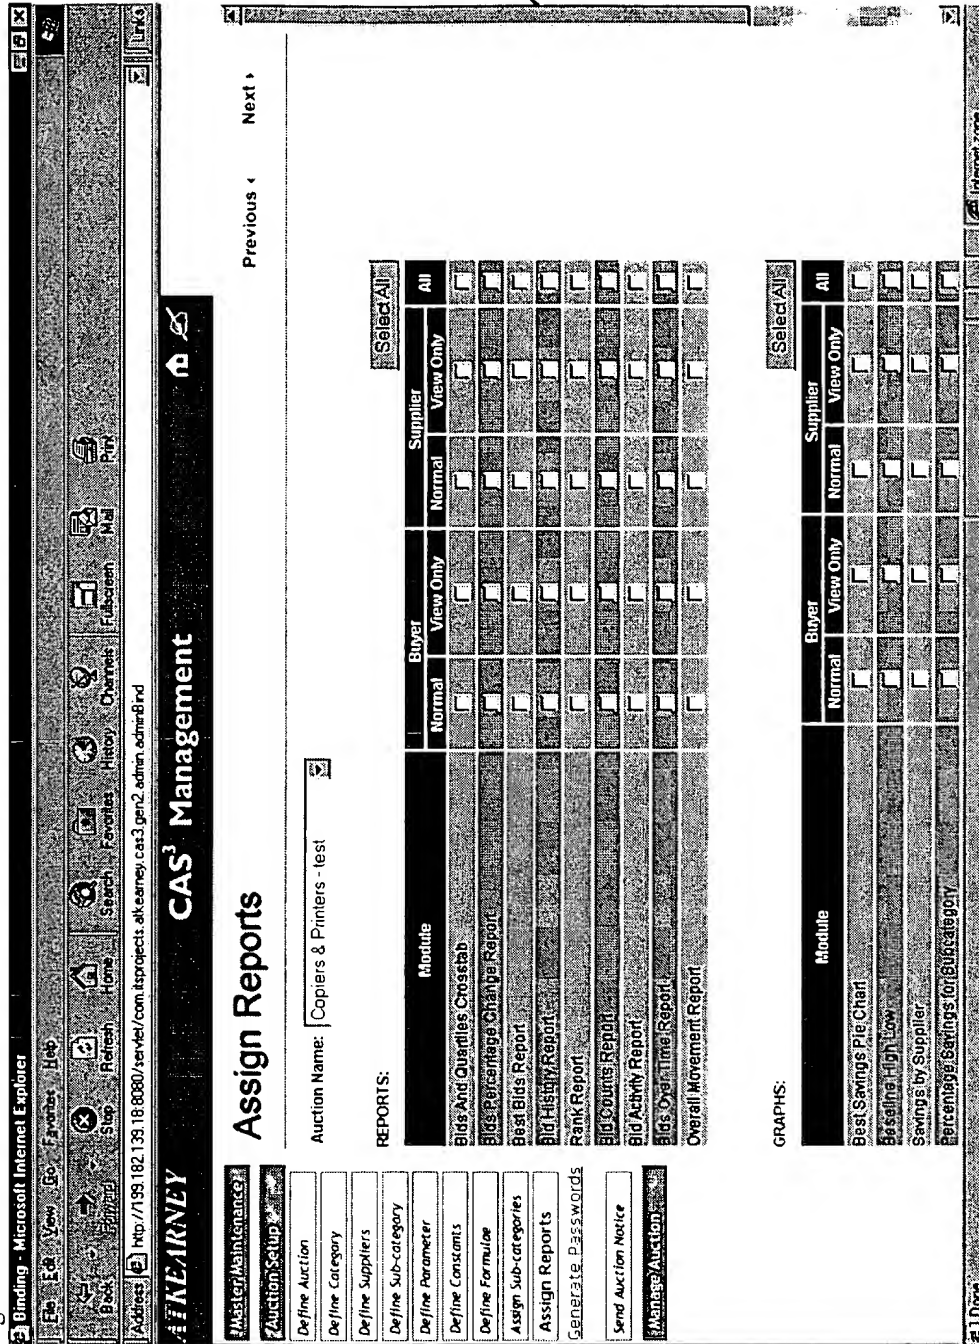 Binding - Microsoft Internet Explorer
File Edit View Go Favorites Help
Back Forward Stop Refresh Home Search Favorites History Channels Fullscreen Mail Print
Address http://199.182.139.18:8080/servlet/com.itsprojects.atkearney.cas3.gen2.admin.adminBind Links
ATKEARNEY CAS³ Management
Master Maintenance
Auction Setup
Define Auction
Define Category
Define Suppliers
Define Sub-category
Define Parameter
Define Constants
Define Formulae
Assign Sub-categories
Assign Reports
Generate Passwords
Send Auction Notice
Manage Auction
Assign Reports
Previous Next
Auction Name: Copiers & Printers - test
REPORTS:
Select All
Module Buyer Supplier All
Normal View Only Normal View Only
Bids And Quantities Crosstab
Bids Percentage Change Report
Best Bids Report
Bid History Report
Rank Report
Bid Counts Report
Bid Activity Report
Bids Over Time Report
Overall Movement Report
GRAPHS:
Select All
Module Buyer Supplier All
Normal View Only Normal View Only
Best Savings Pie Chart
Baseline High Low
Savings by Supplier
Percentage Savings for Subcategory
Done
Internet zone